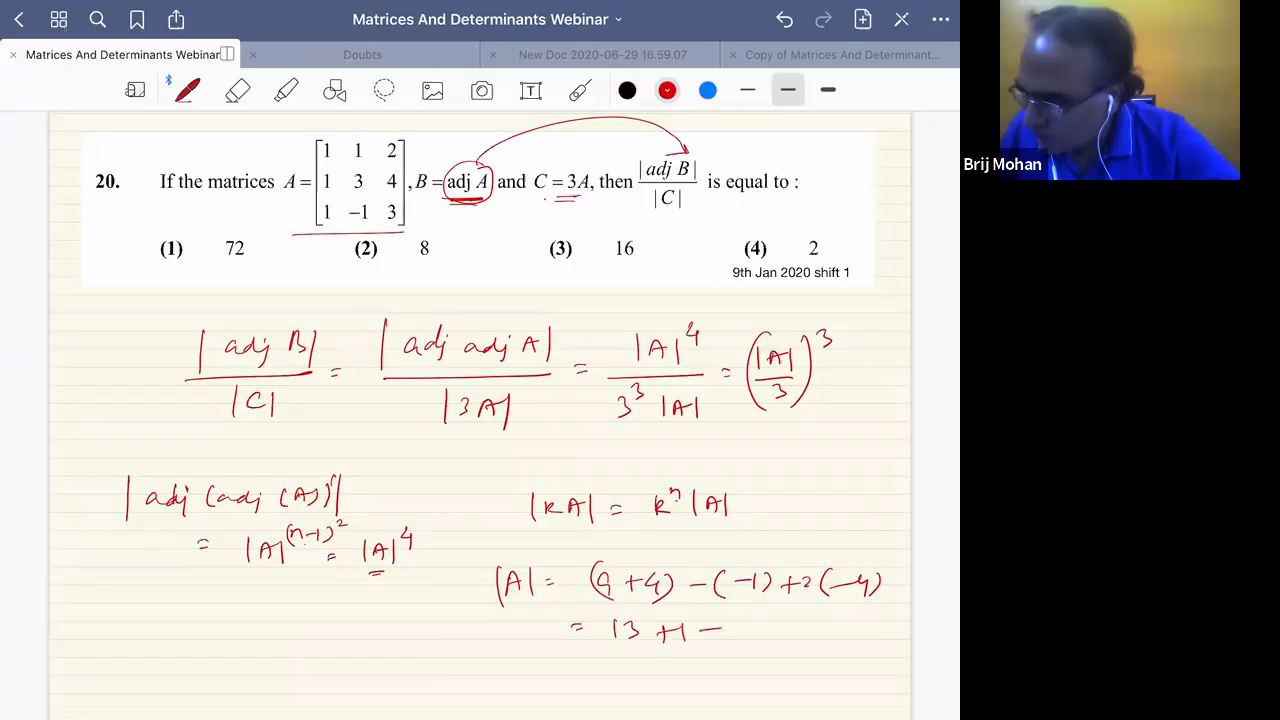 Matrices And Determinants Webinar
Matrices And Determinants Webinar
Doubts
New Doc 2020-06-29 16.59.07
Copy of Matrices And Determinant...
Brij Mohan
20. If the matrices A = [1 1 2; 1 3 4; 1 −1 3], B = adj A and C = 3A, then |adj B| / |C| is equal to :
(1) 72 (2) 8 (3) 16 (4) 2
9th Jan 2020 shift 1
|adj B| / |C| = |adj adj A| / |3A| = |A|^4 / 3^3 |A| = (|A| / 3)^3
|adj (adj (A))|
= |A|^(n-1)^2 = |A|^4
|KA| = K^n |A|
|A| = (9 + 4) - (-1) + 2 (-4)
= 13 + 1 -